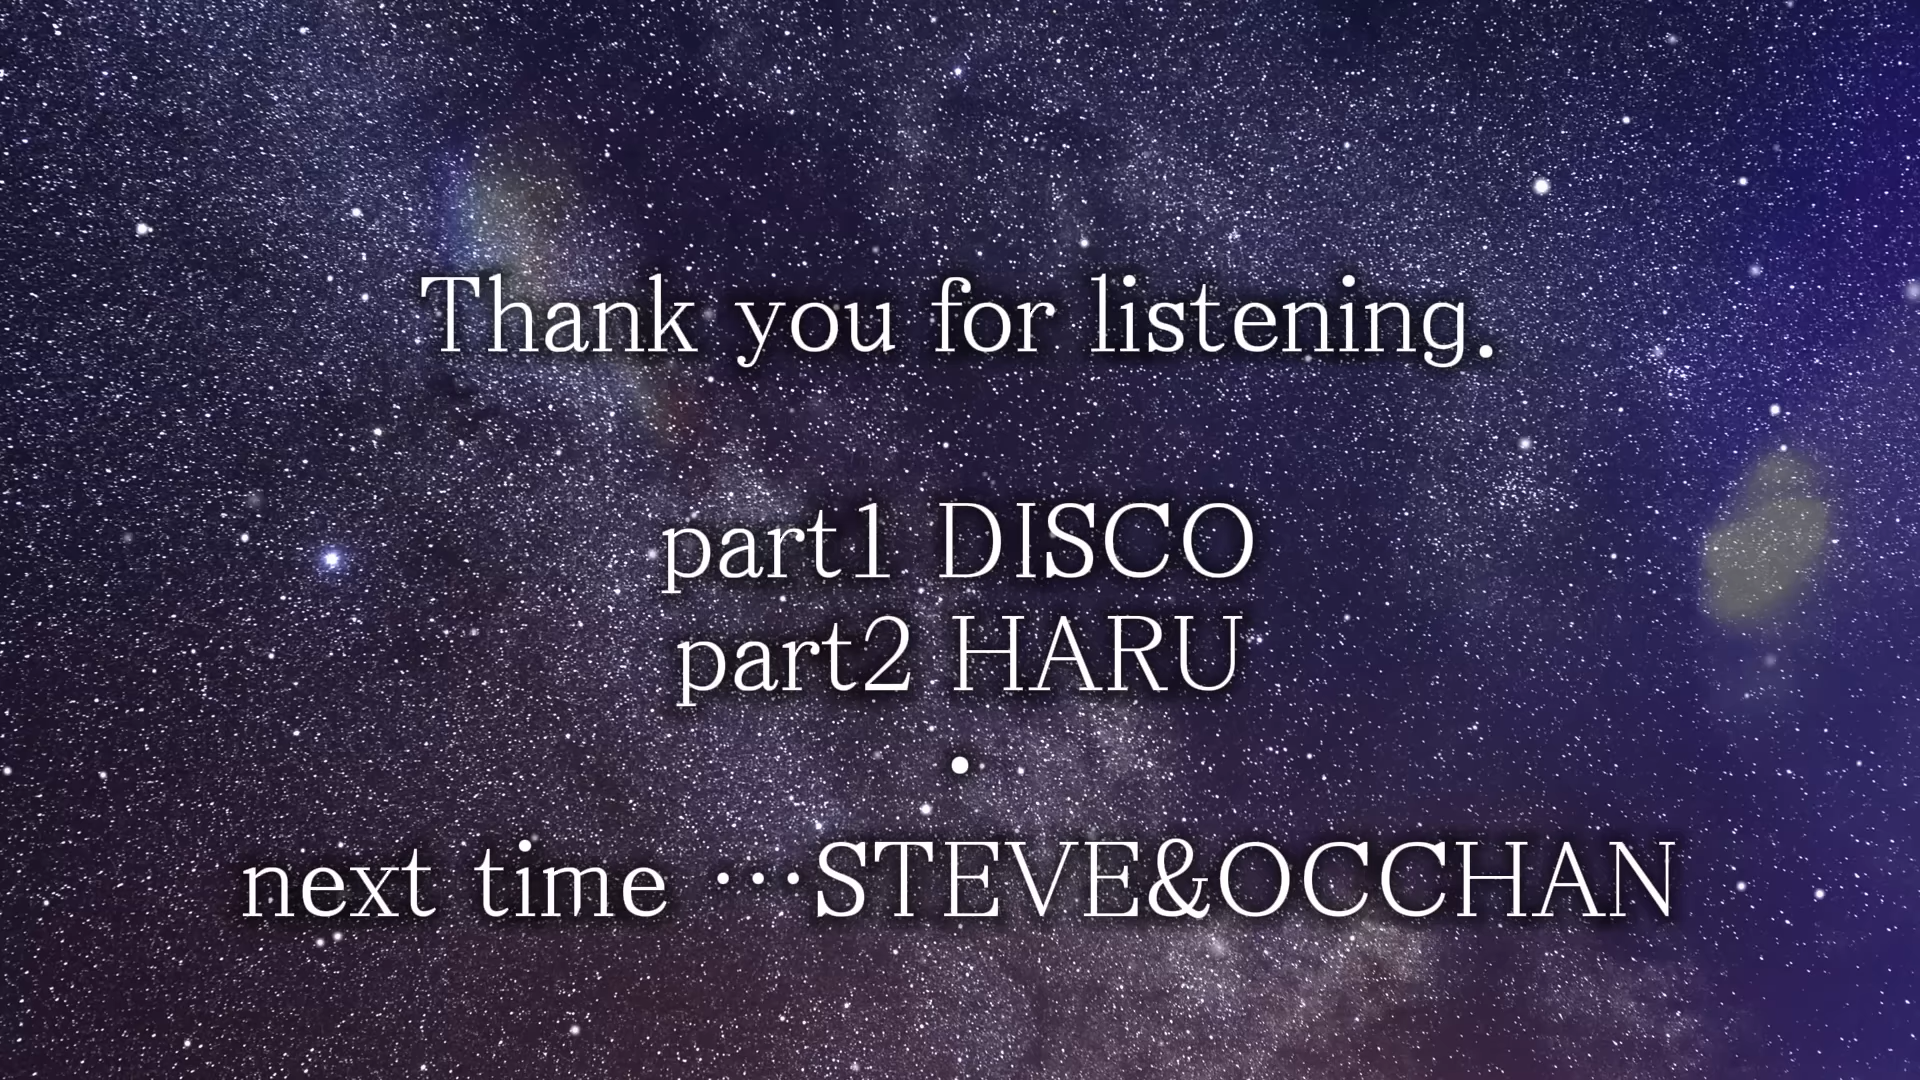 Thank you for listening.
part1 DISCO
part2 HARU
・
next time …STEVE&OCCHAN